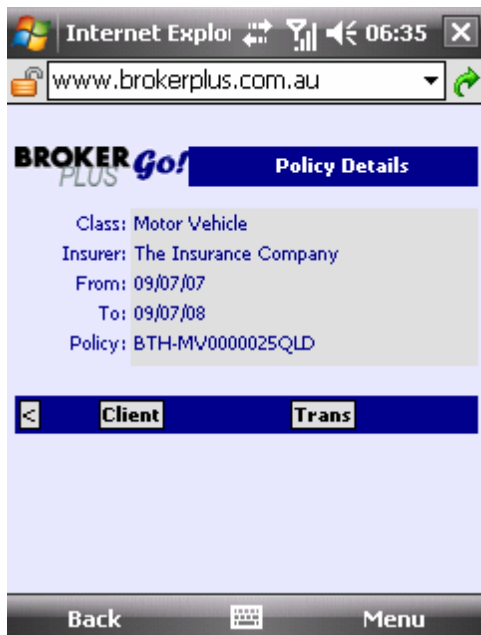 Internet Explo 06:35
www.brokerplus.com.au
BROKER PLUS Go! Policy Details
Class: Motor Vehicle
Insurer: The Insurance Company
From: 09/07/07
To: 09/07/08
Policy: BTH-MV0000025QLD
< Client Trans
Back Menu